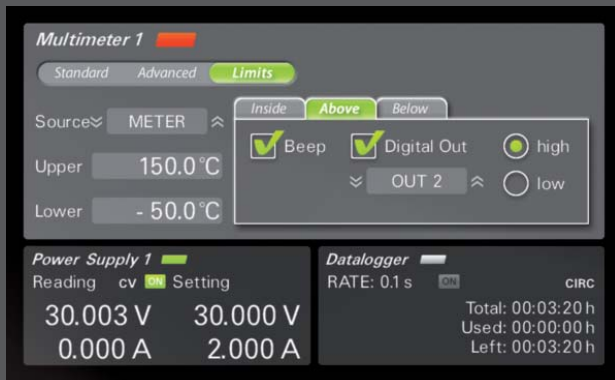 Multimeter 1
Standard Advanced Limits
Source METER
Upper 150.0°C
Lower - 50.0°C
Inside Above Below
Beep Digital Out high
OUT 2 low
Power Supply 1
Reading CV ON Setting
30.003 V 30.000 V
0.000 A 2.000 A
Datalogger
RATE: 0.1 s ON CIRC
Total: 00:03:20 h
Used: 00:00:00 h
Left: 00:03:20 h